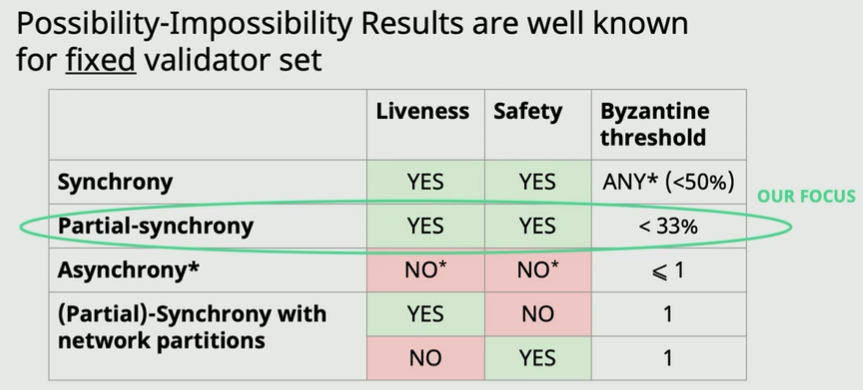 Possibility-Impossibility Results are well known
for fixed validator set
Liveness Safety Byzantine
threshold
Synchrony YES YES ANY* (<50%)
OUR FOCUS
Partial-synchrony YES YES < 33%
Asynchrony* NO* NO* ⩽ 1
(Partial)-Synchrony with
network partitions
YES NO 1
NO YES 1